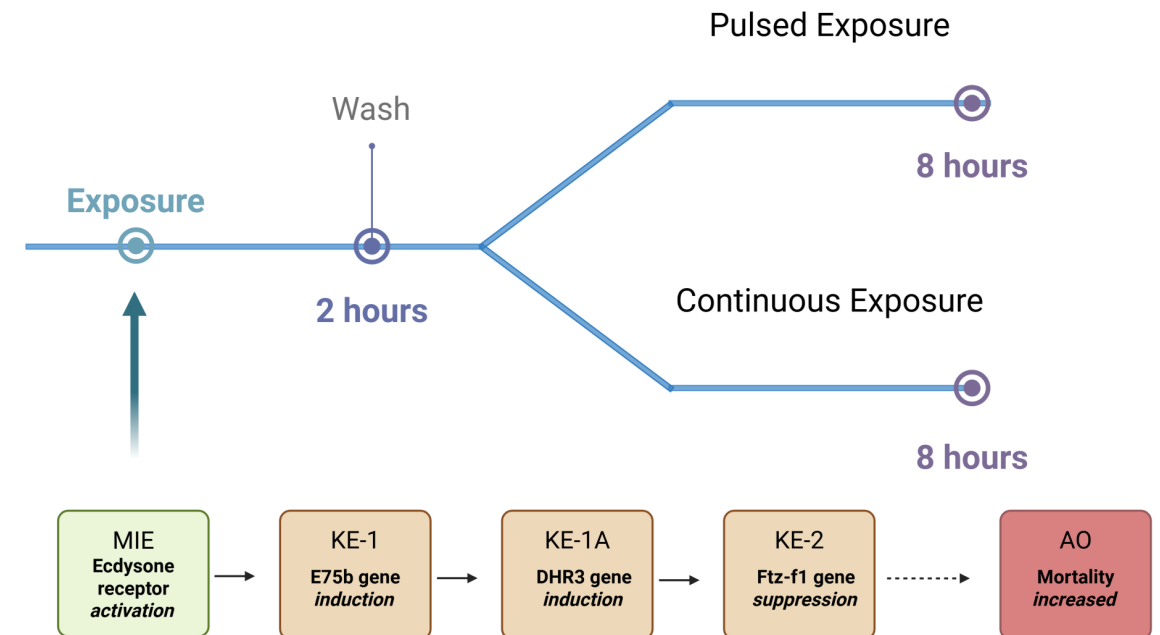 Pulsed Exposure
Wash
Exposure
8 hours
2 hours
Continuous Exposure
8 hours
MIE
Ecdysone
receptor
activation
KE-1
E75b gene
induction
KE-1A
DHR3 gene
induction
KE-2
Ftz-f1 gene
suppression
AO
Mortality
increased